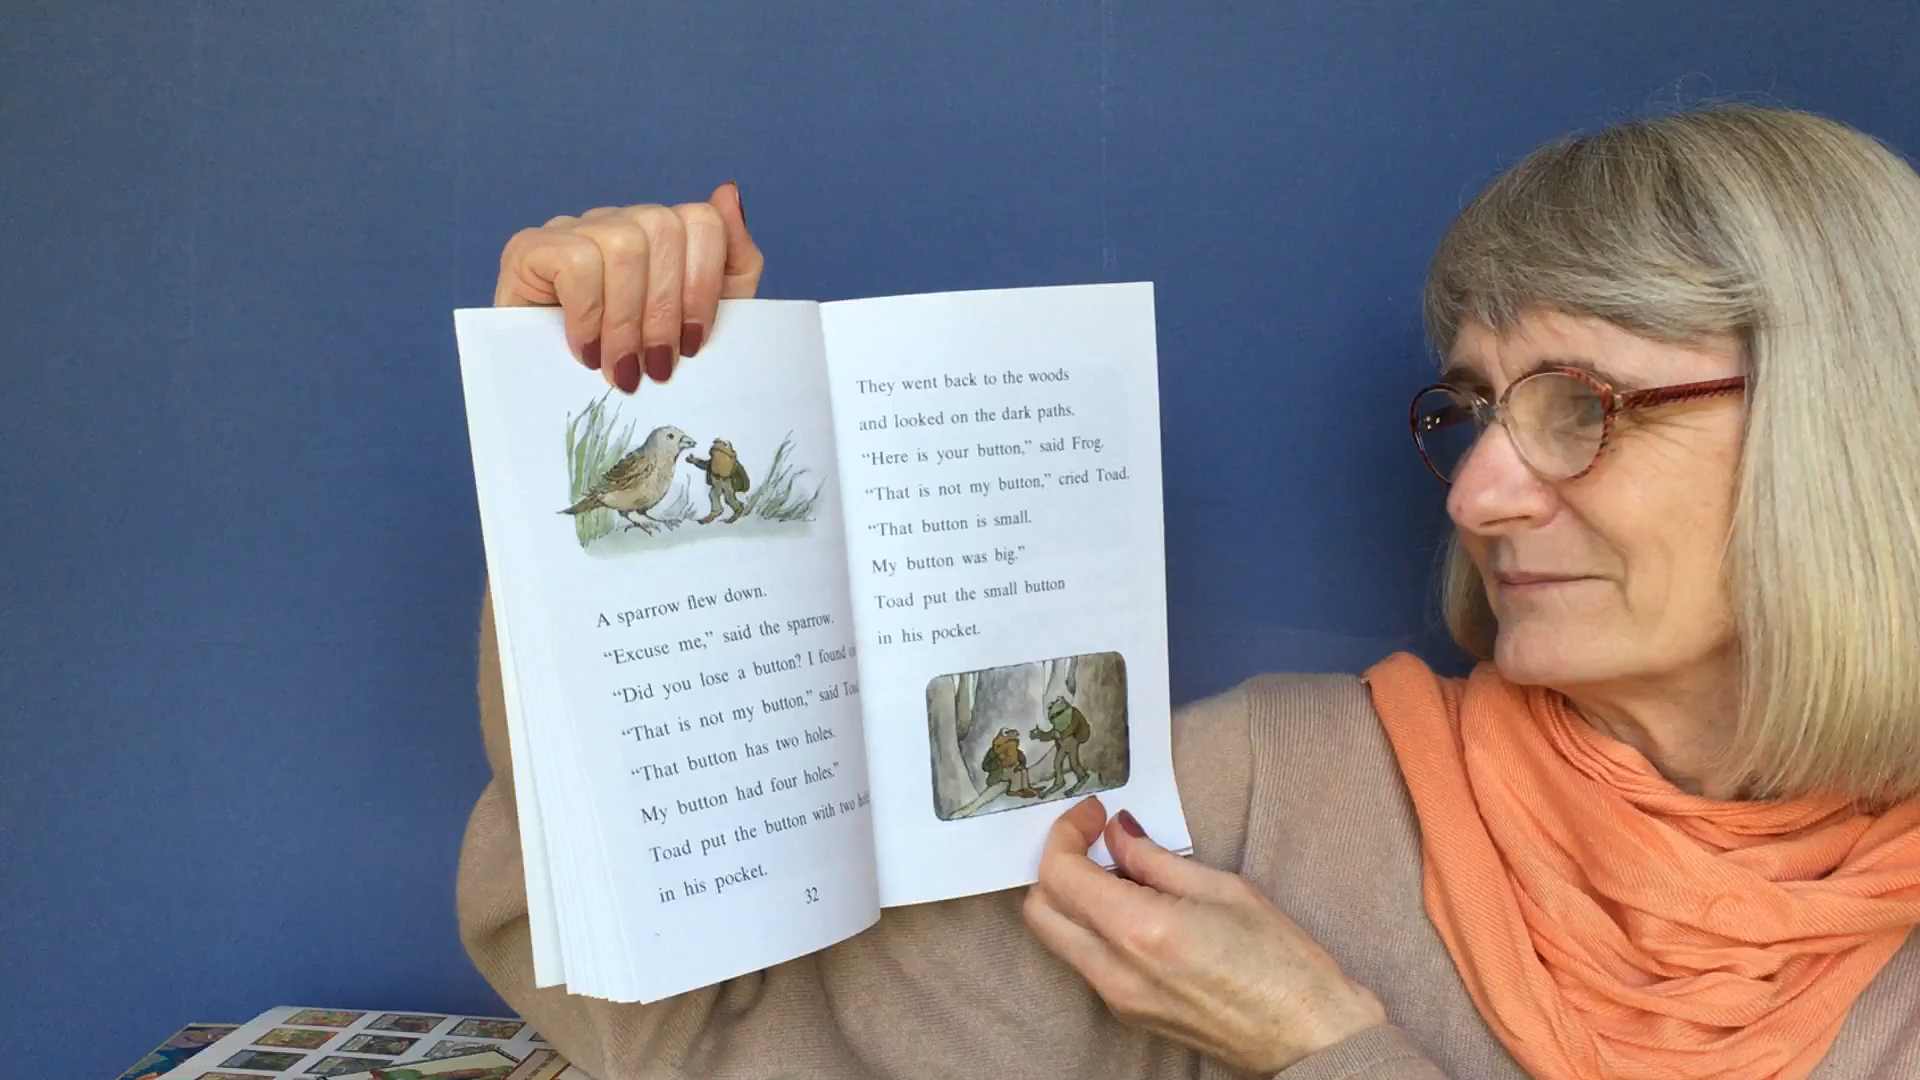 A sparrow flew down.
“Excuse me,” said the sparrow.
“Did you lose a button? I found
“That is not my button,” said
“That button has two holes.
My button had four holes.”
Toad put the button with two
in his pocket.
32
They went back to the woods
and looked on the dark paths.
“Here is your button,” said Frog.
“That is not my button,” cried Toad.
“That button is small.
My button was big.”
Toad put the small button
in his pocket.